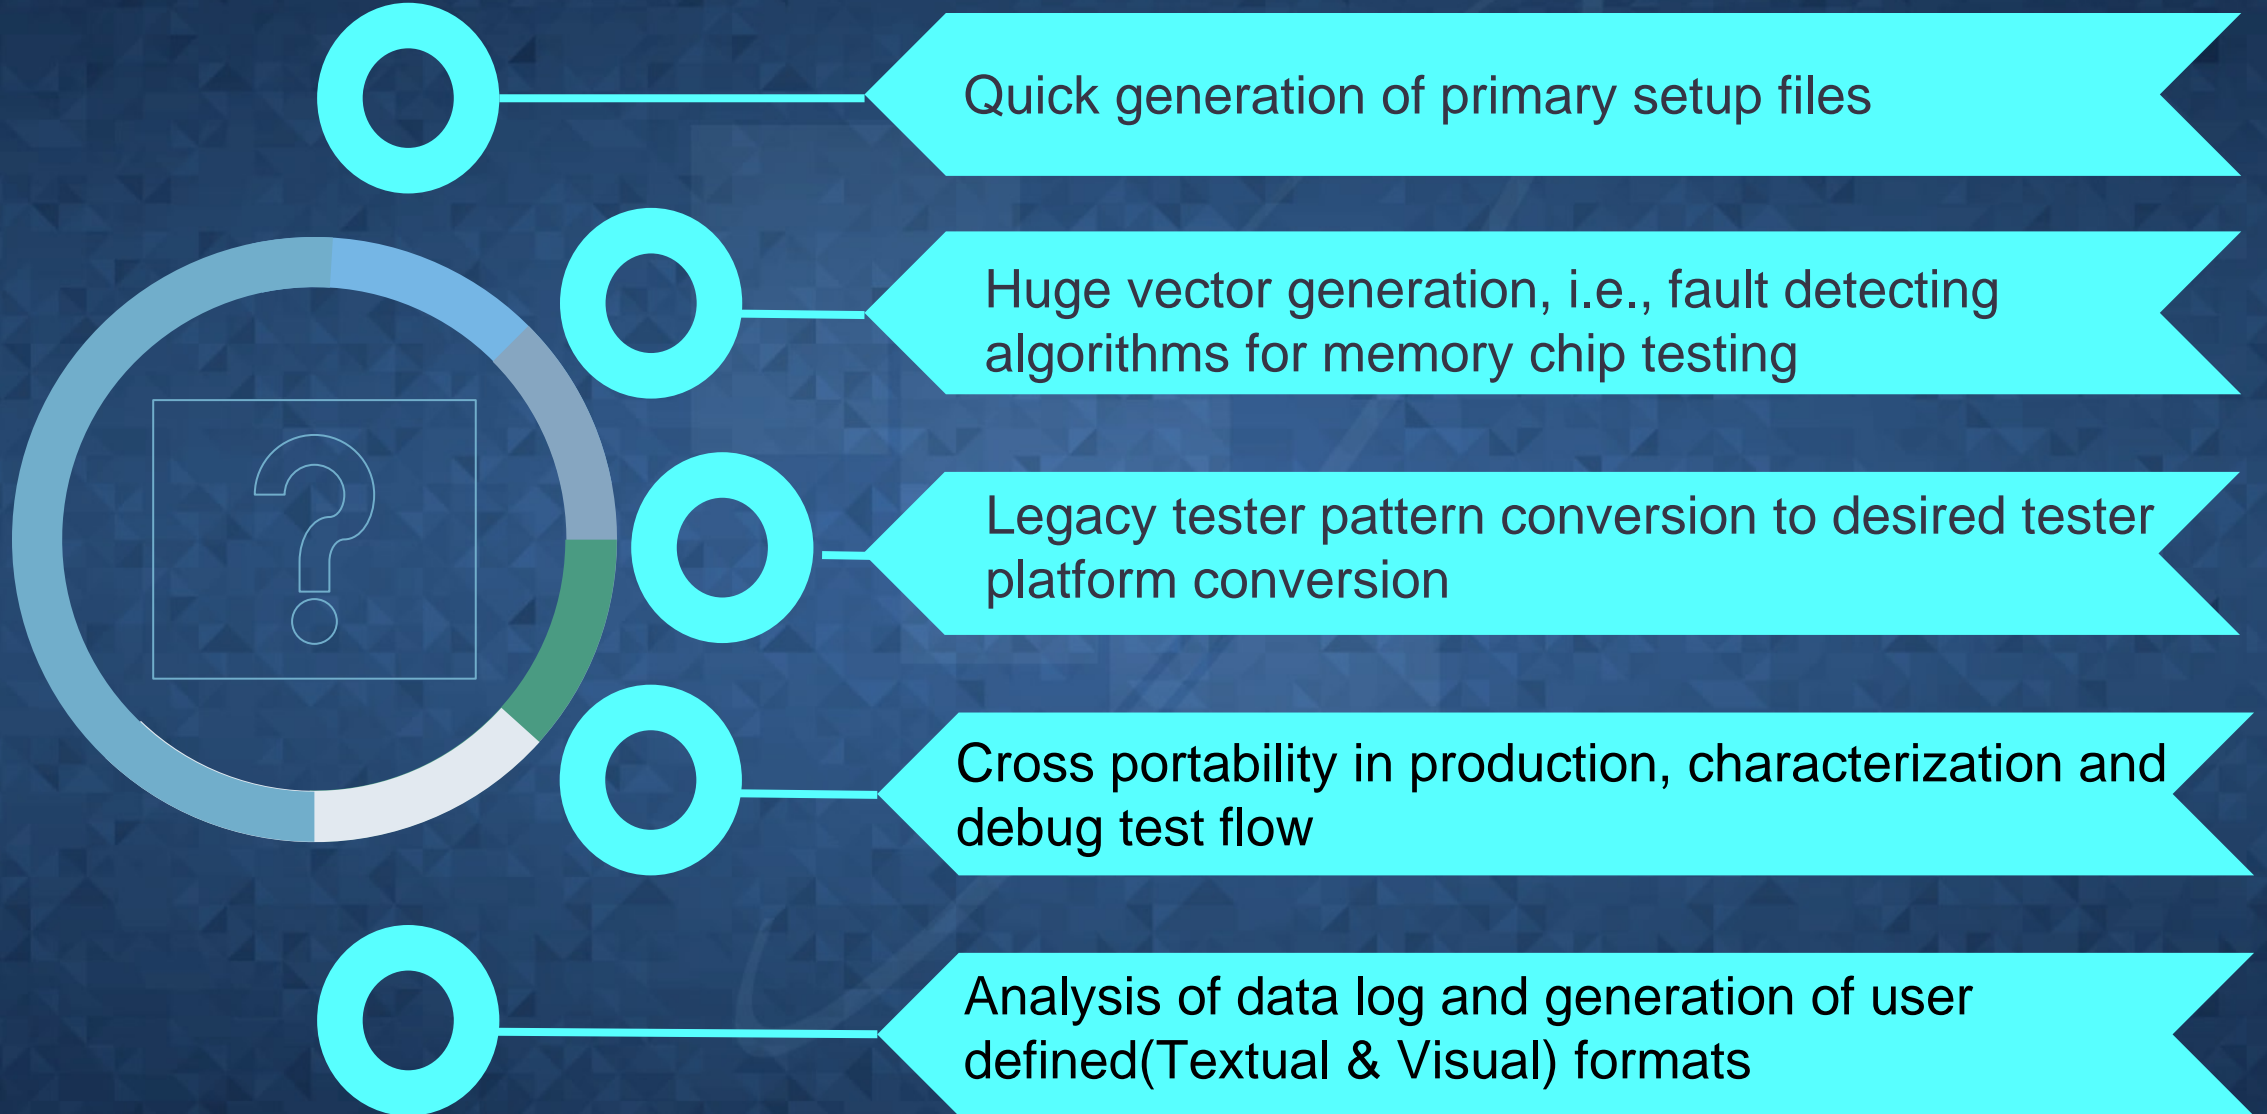 Quick generation of primary setup files
Huge vector generation, i.e., fault detecting
algorithms for memory chip testing
Legacy tester pattern conversion to desired tester
platform conversion
?
Cross portability in production, characterization and
debug test flow
Analysis of data log and generation of user
defined(Textual & Visual) formats